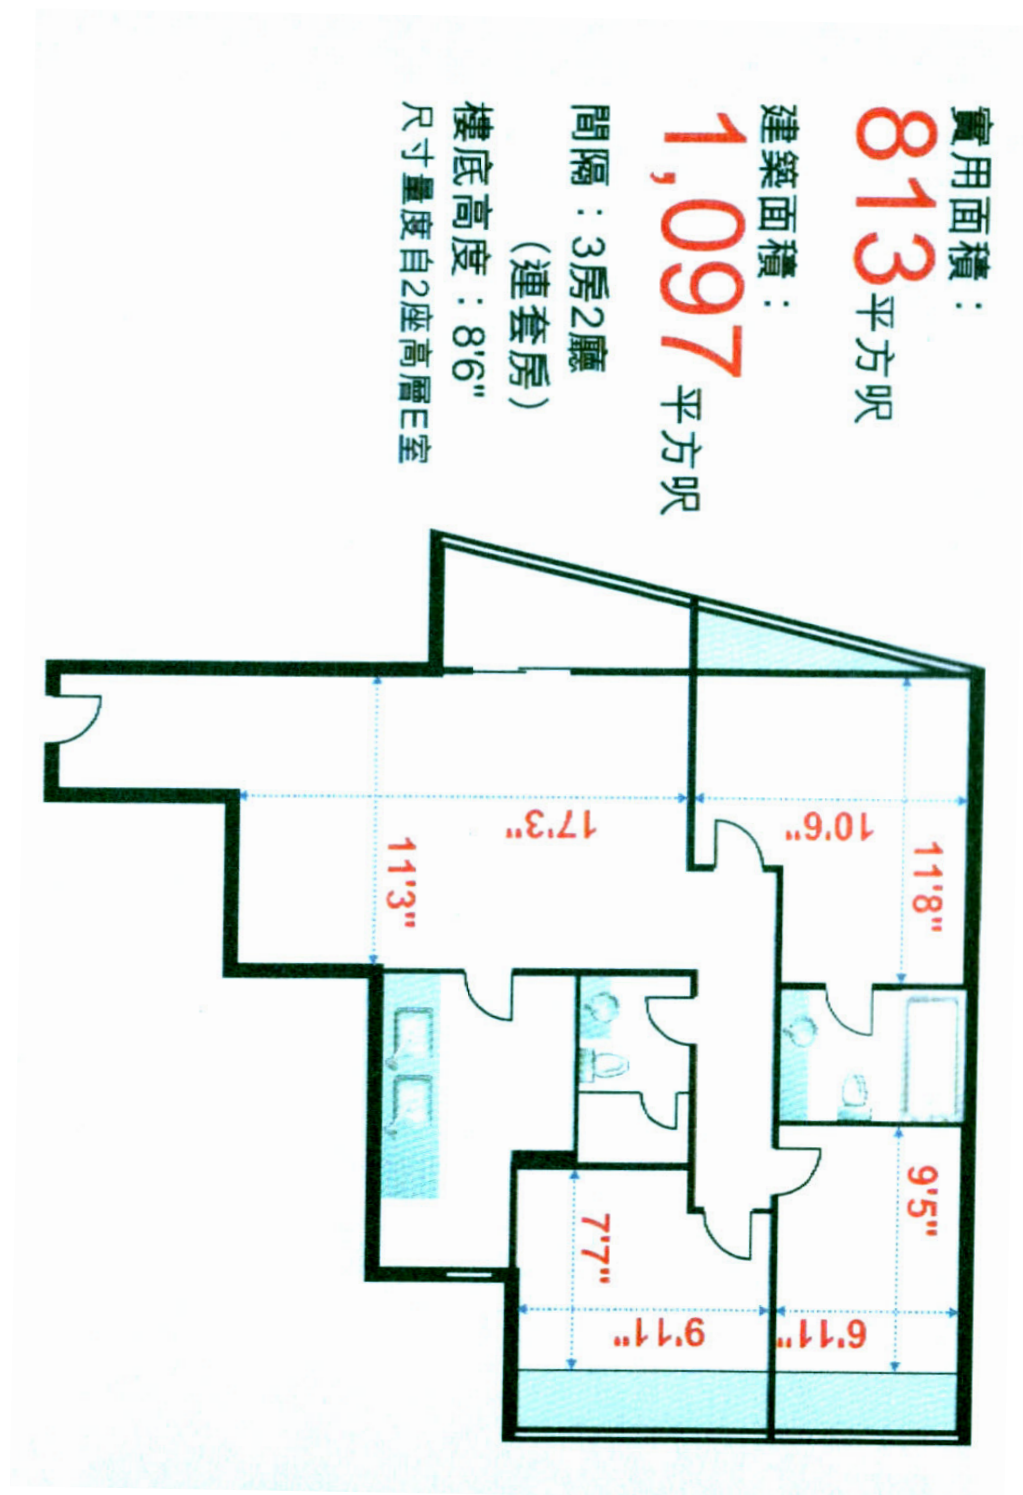 實用面積：
813平方呎
建築面積：
1,097平方呎
間隔：3房2廳
（連套房）
樓底高度：8'6"
尺寸量度自2座高層E室
17'3"
10'6"
11'3"
11'8"
9'5"
7'7"
9'11"
6'11"